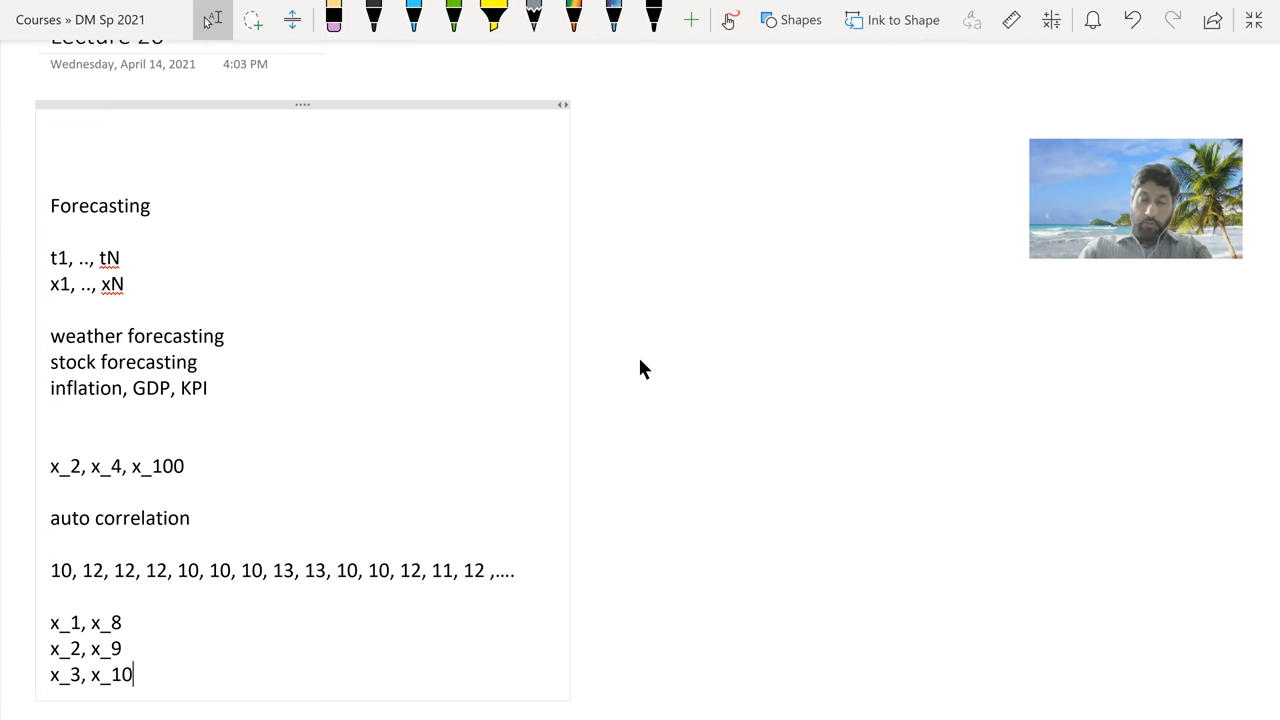 Courses » DM Sp 2021
Shapes
Ink to Shape
Lecture 26
Wednesday, April 14, 2021 4:03 PM
Forecasting
t1, .., tN
x1, .., xN
weather forecasting
stock forecasting
inflation, GDP, KPI
x_2, x_4, x_100
auto correlation
10, 12, 12, 12, 10, 10, 10, 13, 13, 10, 10, 12, 11, 12 ,....
x_1, x_8
x_2, x_9
x_3, x_10